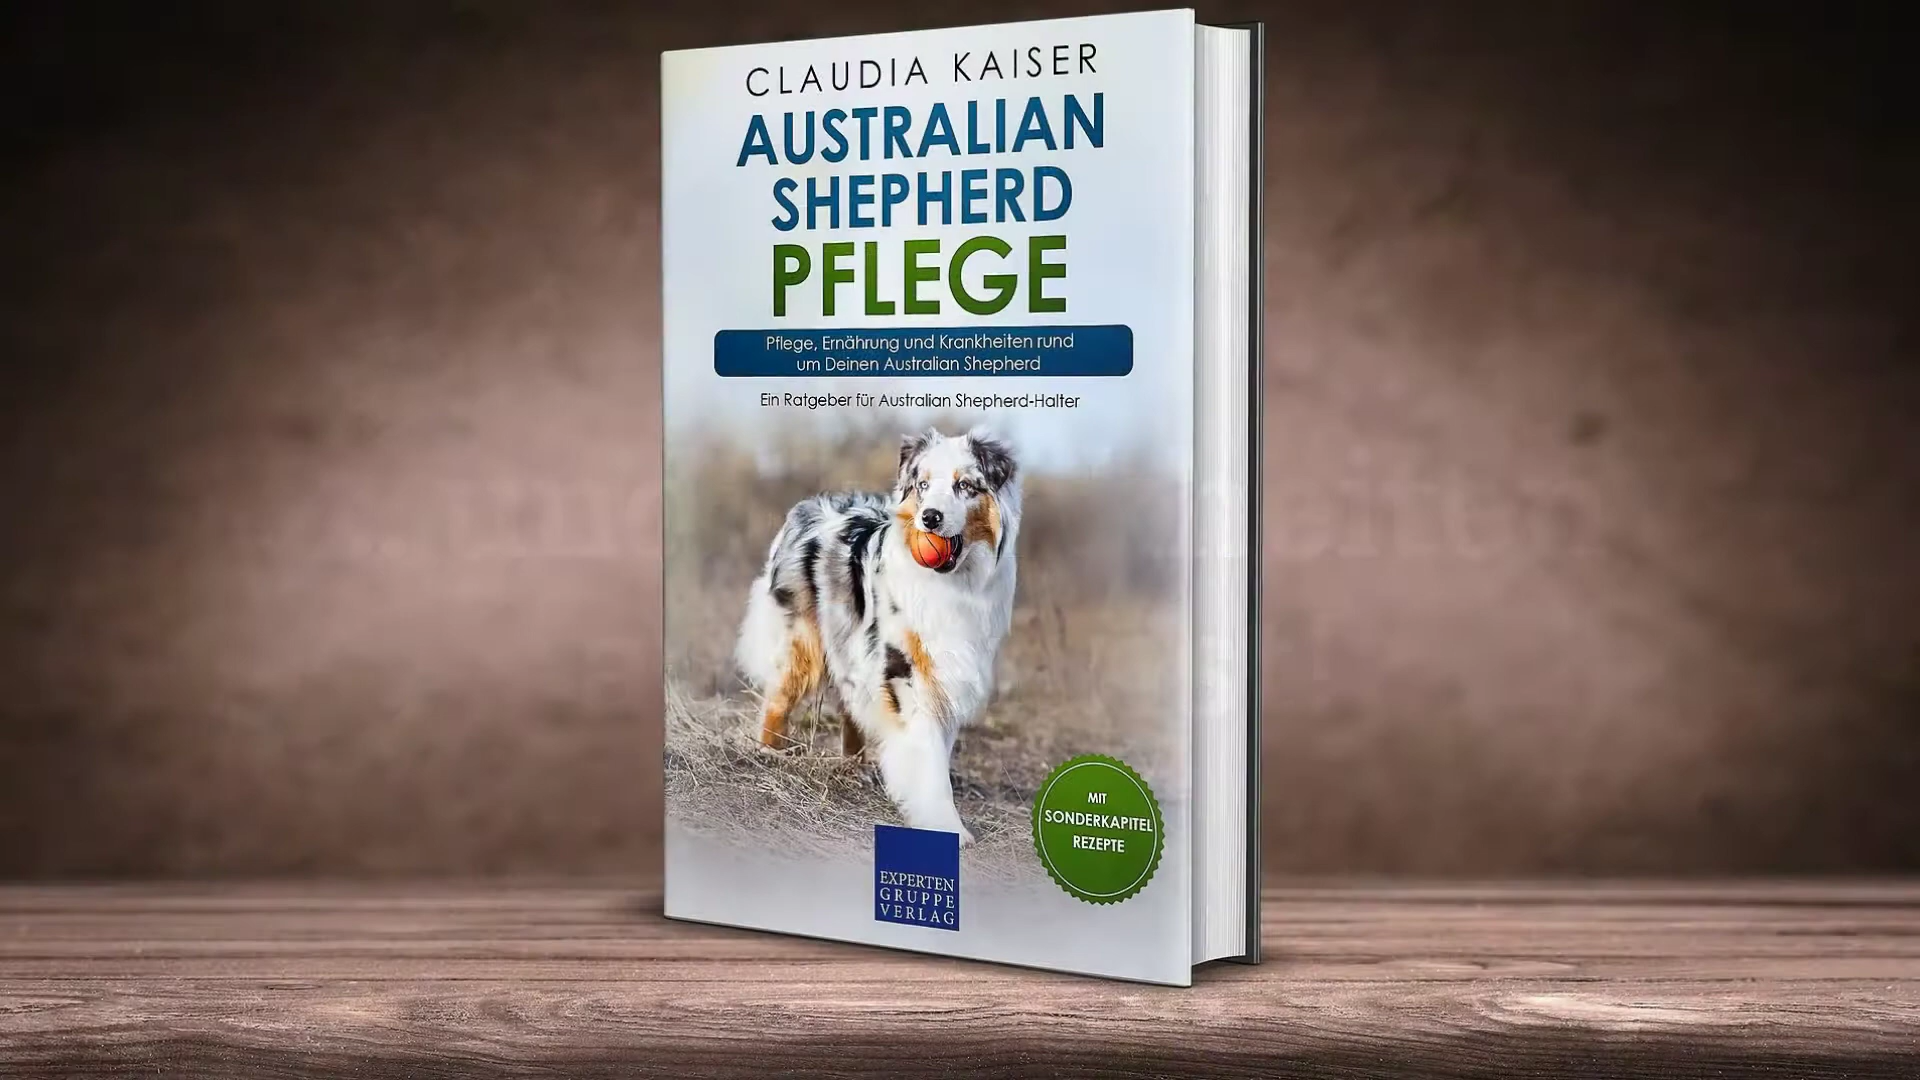 CLAUDIA KAISER
AUSTRALIAN
SHEPHERD
PFLEGE
Pflege, Ernährung und Krankheiten rund
um Deinen Australian Shepherd
Ein Ratgeber für Australian Shepherd-Halter
MIT
SONDERKAPITEL
REZEPTE
EXPERTEN
GRUPPE
VERLAG